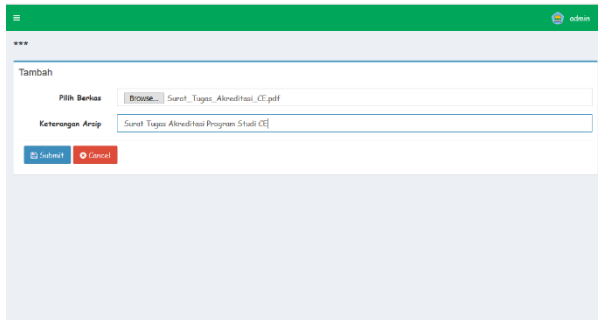 admin
***
Tambah
Pilih Berkas Browse... Surat_Tugas_Akreditasi_CE.pdf
Keterangan Arsip Surat Tugas Akreditasi Program Studi CE
Submit Cancel